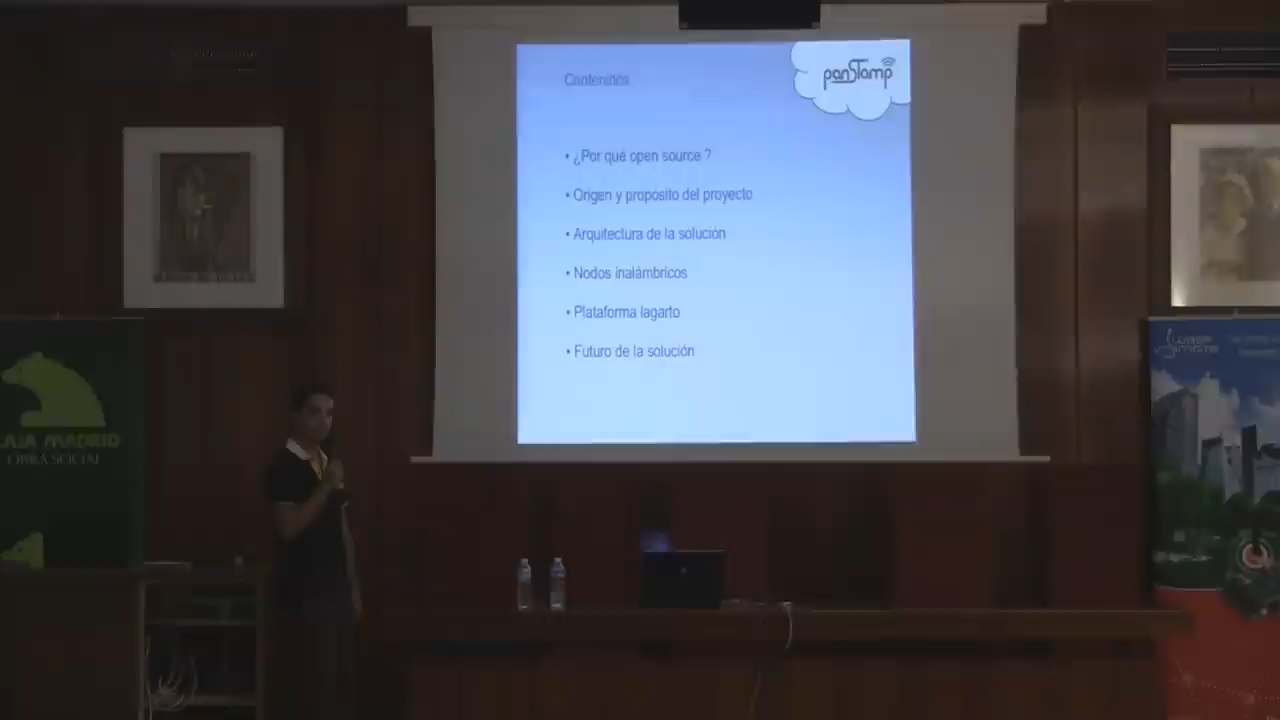 Contenidos
panStamp
• ¿Por qué open source ?
• Origen y propósito del proyecto
• Arquitectura de la solución
• Nodos inalámbricos
• Plataforma lagarto
• Futuro de la solución
CAJA MADRID
OBRA SOCIAL